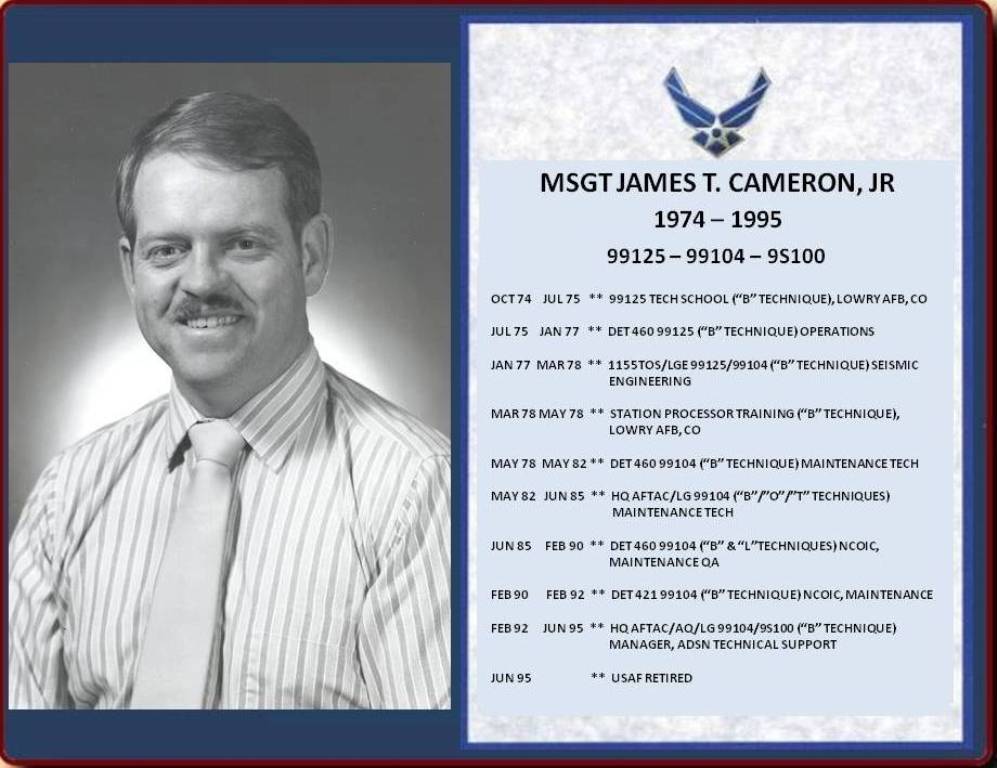 MSGT JAMES T. CAMERON, JR
1974 – 1995
99125 – 99104 – 9S100
OCT 74 JUL 75 ** 99125 TECH SCHOOL (“B” TECHNIQUE), LOWRY AFB, CO
JUL 75 JAN 77 ** DET 460 99125 (“B” TECHNIQUE) OPERATIONS
JAN 77 MAR 78 ** 1155TOS/LGE 99125/99104 (“B” TECHNIQUE) SEISMIC
ENGINEERING
MAR 78 MAY 78 ** STATION PROCESSOR TRAINING (“B” TECHNIQUE),
LOWRY AFB, CO
MAY 78 MAY 82 ** DET 460 99104 (“B” TECHNIQUE) MAINTENANCE TECH
MAY 82 JUN 85 ** HQ AFTAC/LG 99104 (“B”/”O”/”T” TECHNIQUES)
MAINTENANCE TECH
JUN 85 FEB 90 ** DET 460 99104 (“B” & “L”TECHNIQUES) NCOIC,
MAINTENANCE QA
FEB 90 FEB 92 ** DET 421 99104 (“B” TECHNIQUE) NCOIC, MAINTENANCE
FEB 92 JUN 95 ** HQ AFTAC/AQ/LG 99104/9S100 (“B” TECHNIQUE)
MANAGER, ADSN TECHNICAL SUPPORT
JUN 95 ** USAF RETIRED